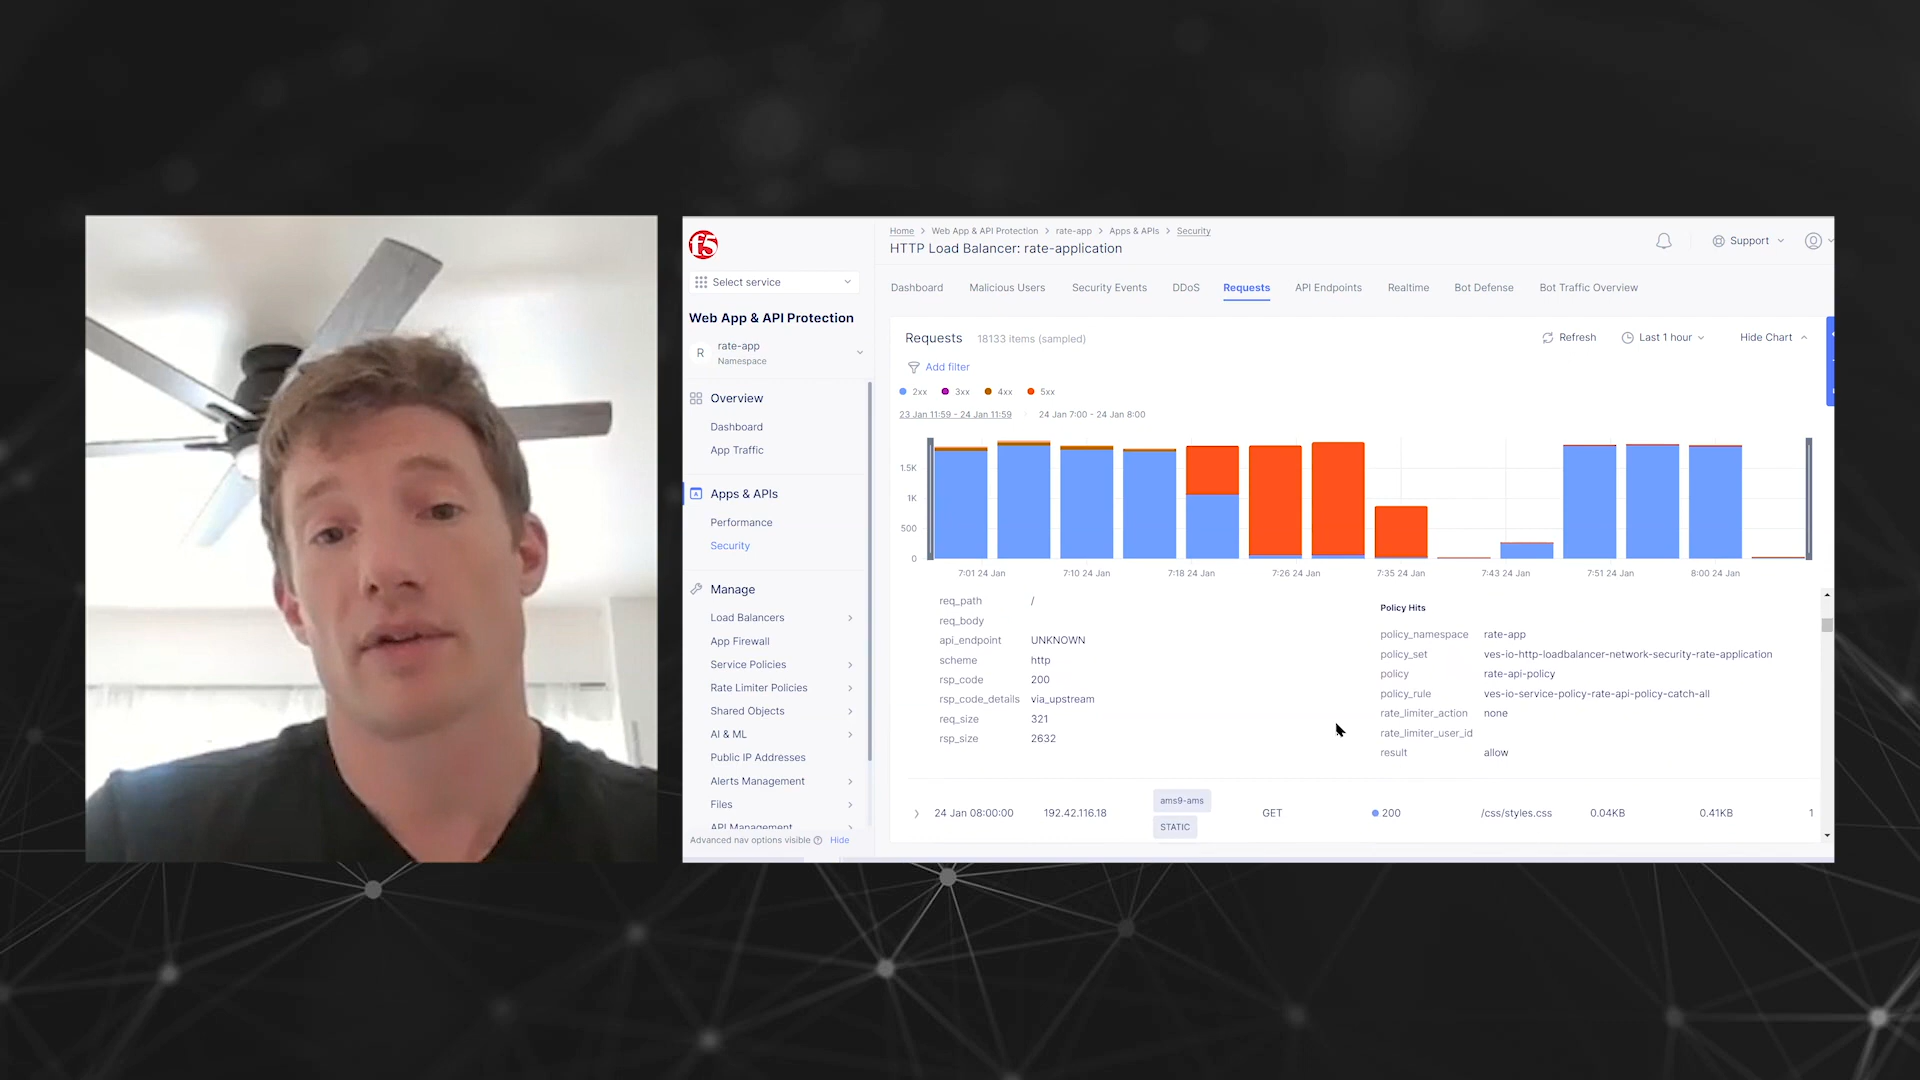 f5
Select service
Web App & API Protection
R
rate-app
Namespace
Overview
Dashboard
App Traffic
Apps & APIs
Performance
Security
Manage
Load Balancers
App Firewall
Service Policies
Rate Limiter Policies
Shared Objects
AI & ML
Public IP Addresses
Alerts Management
Files
API Management
Advanced nav options visible Hide
Home > Web App & API Protection > rate-app > Apps & APIs > Security
HTTP Load Balancer: rate-application
Support
Dashboard Malicious Users Security Events DDoS Requests API Endpoints Realtime Bot Defense Bot Traffic Overview
Requests 18133 items (sampled)
Refresh Last 1 hour Hide Chart
Add filter
2xx 3xx 4xx 5xx
23 Jan 11:59 - 24 Jan 11:59 24 Jan 7:00 - 24 Jan 8:00
1.5K
1K
500
0
7:01 24 Jan 7:10 24 Jan 7:18 24 Jan 7:26 24 Jan 7:35 24 Jan 7:43 24 Jan 7:51 24 Jan 8:00 24 Jan
req_path /
req_body
api_endpoint UNKNOWN
scheme http
rsp_code 200
rsp_code_details via_upstream
req_size 321
rsp_size 2632
Policy Hits
policy_namespace rate-app
policy_set ves-io-http-loadbalancer-network-security-rate-application
policy rate-api-policy
policy_rule ves-io-service-policy-rate-api-policy-catch-all
rate_limiter_action none
rate_limiter_user_id
result allow
ams9-ams
24 Jan 08:00:00 192.42.116.18 GET 200 /css/styles.css 0.04KB 0.41KB 1
STATIC